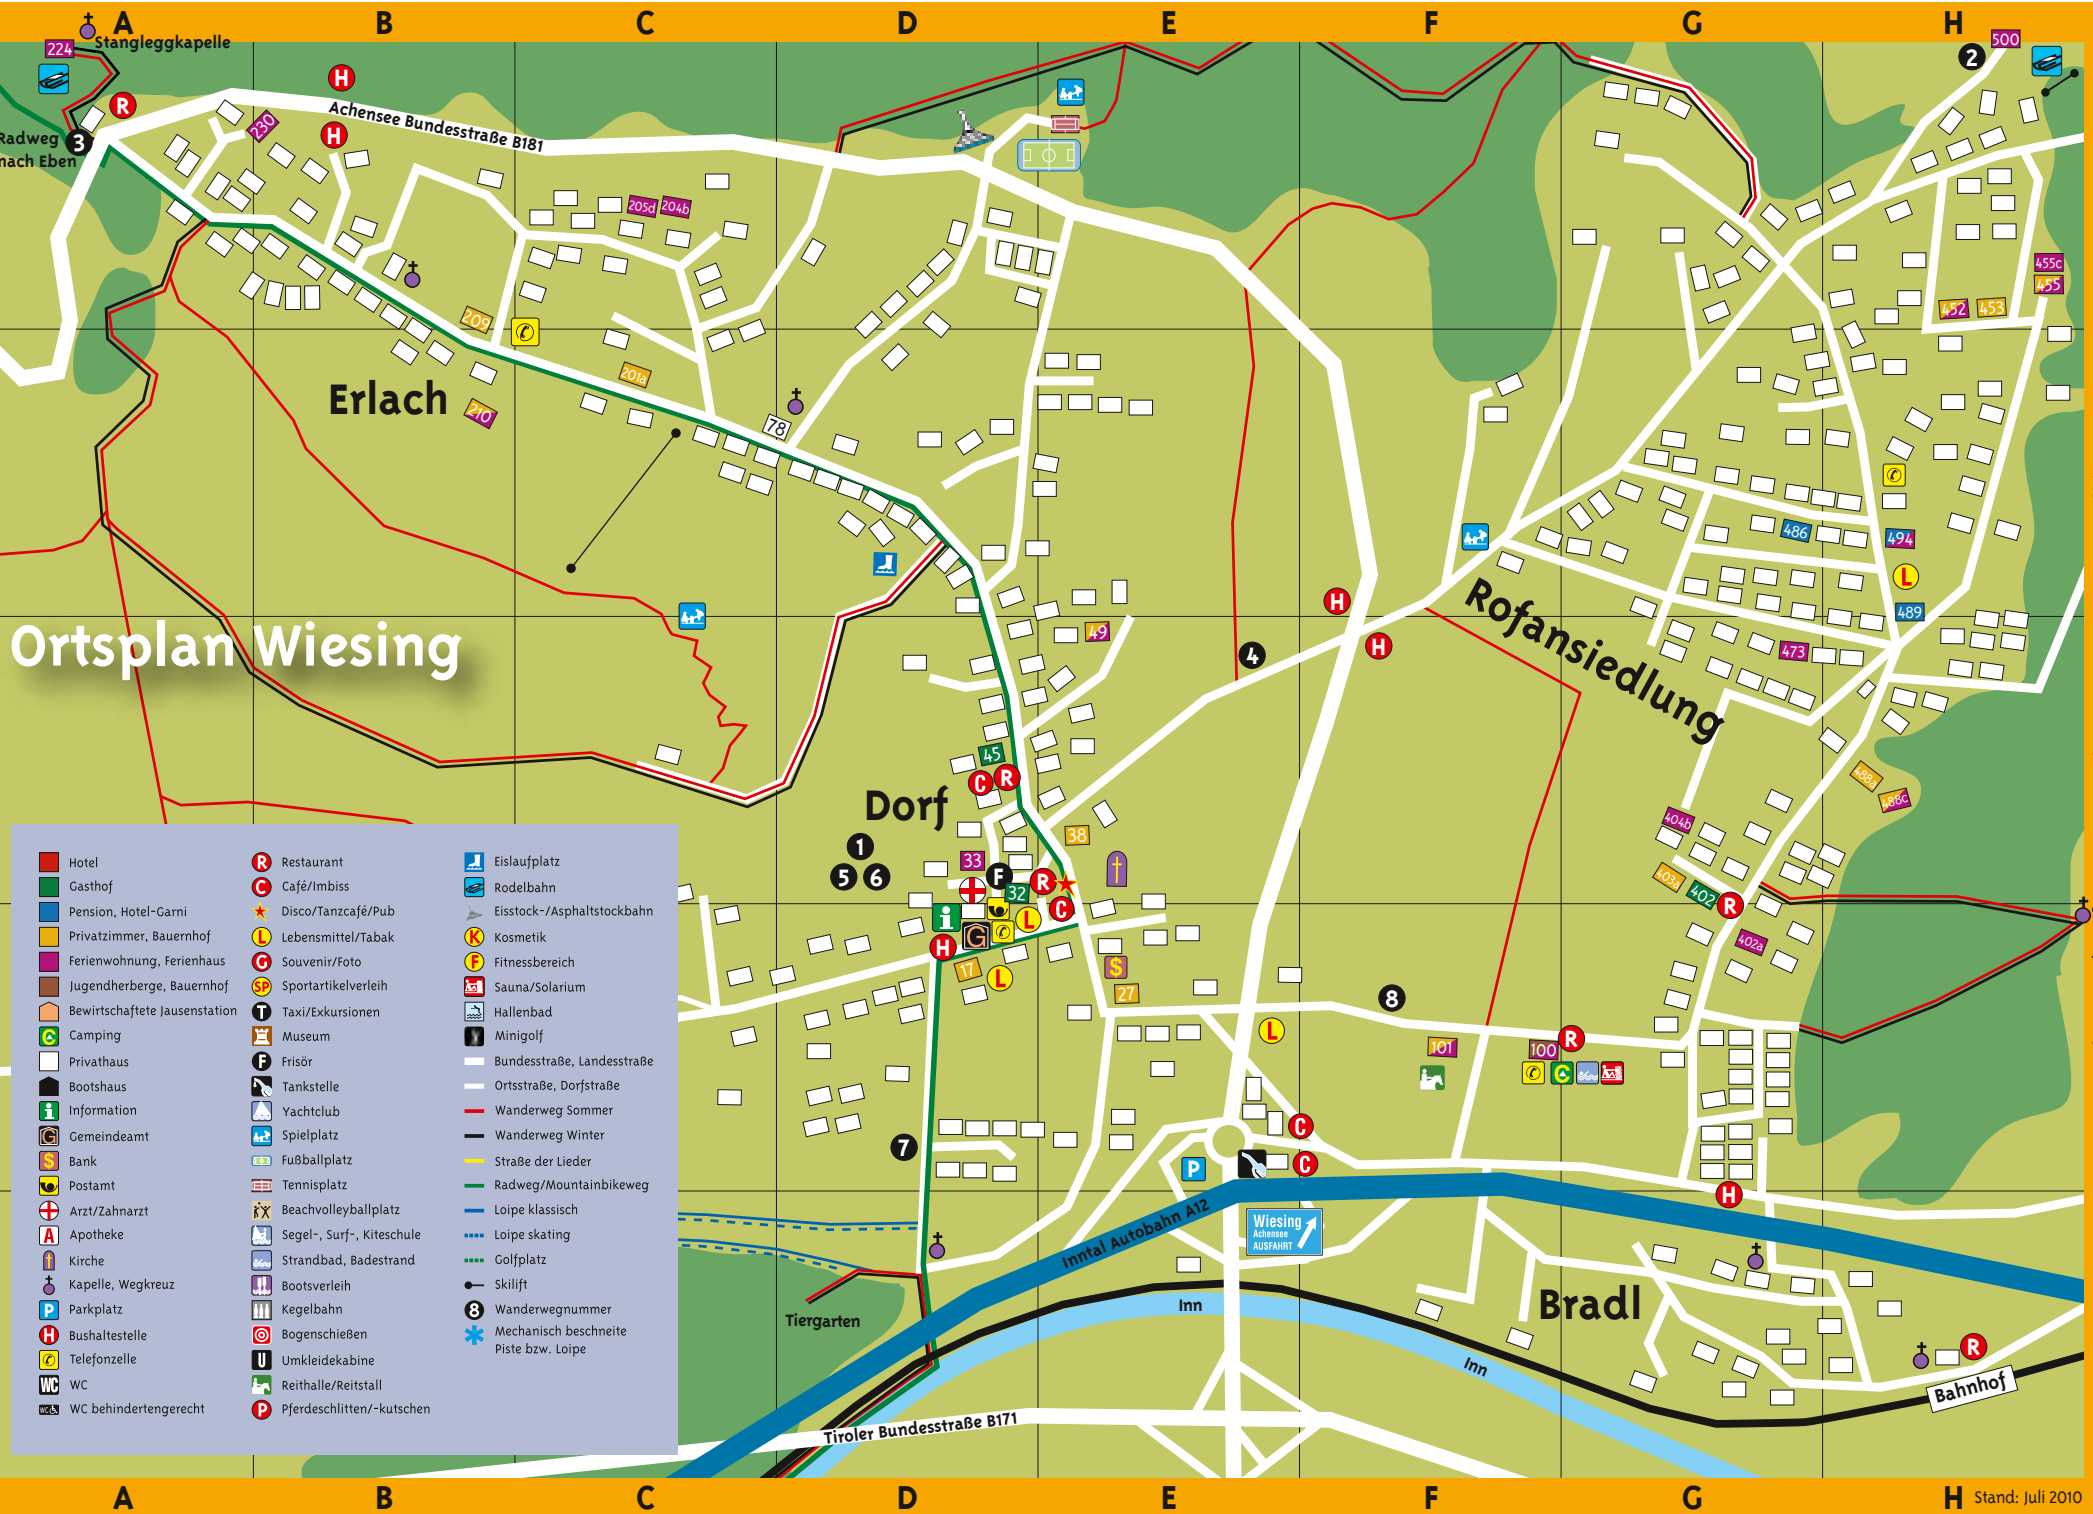 A B C D E F G H
Stangleggkapelle
224
R
H
H
230
Achensee Bundesstraße B181
Radweg
nach Eben
3
2
500
205d
204b
455c
455
452
453
209
201a
210
Erlach
78
Ortsplan Wiesing
486
494
L
489
473
Rofansiedlung
H
H
4
49
45
C
R
Dorf
1
5
6
38
33
F
32
R
C
L
i
G
H
17
L
$
27
488a
488c
404b
403a
402
R
402a
8
L
101
100
R
C
7
C
C
P
H
Wiesing
Achensee
AUSFAHRT
Inntal Autobahn A12
Inn
Inn
Tiergarten
Bradl
R
Bahnhof
Tiroler Bundesstraße B171
Hotel
Gasthof
Pension, Hotel-Garni
Privatzimmer, Bauernhof
Ferienwohnung, Ferienhaus
Jugendherberge, Bauernhof
Bewirtschaftete Jausenstation
C Camping
Privathaus
Bootshaus
i Information
G Gemeindeamt
$ Bank
Postamt
Arzt/Zahnarzt
A Apotheke
Kirche
Kapelle, Wegkreuz
P Parkplatz
H Bushaltestelle
Telefonzelle
WC WC
WC WC behindertengerecht
R Restaurant
C Café/Imbiss
Disco/Tanzcafé/Pub
L Lebensmittel/Tabak
G Souvenir/Foto
SP Sportartikelverleih
T Taxi/Exkursionen
Museum
F Frisör
Tankstelle
Yachtclub
Spielplatz
Fußballplatz
Tennisplatz
Beachvolleyballplatz
Segel-, Surf-, Kiteschule
Strandbad, Badestrand
Bootsverleih
Kegelbahn
Bogenschießen
U Umkleidekabine
Reithalle/Reitstall
P Pferdeschlitten/-kutschen
Eislaufplatz
Rodelbahn
Eisstock-/Asphaltstockbahn
K Kosmetik
F Fitnessbereich
Sauna/Solarium
Hallenbad
Minigolf
Bundesstraße, Landesstraße
Ortsstraße, Dorfstraße
Wanderweg Sommer
Wanderweg Winter
Straße der Lieder
Radweg/Mountainbikeweg
Loipe klassisch
Loipe skating
Golfplatz
Skilift
8 Wanderwegnummer
Mechanisch beschneite
Piste bzw. Loipe
A B C D E F G H
Stand: Juli 2010